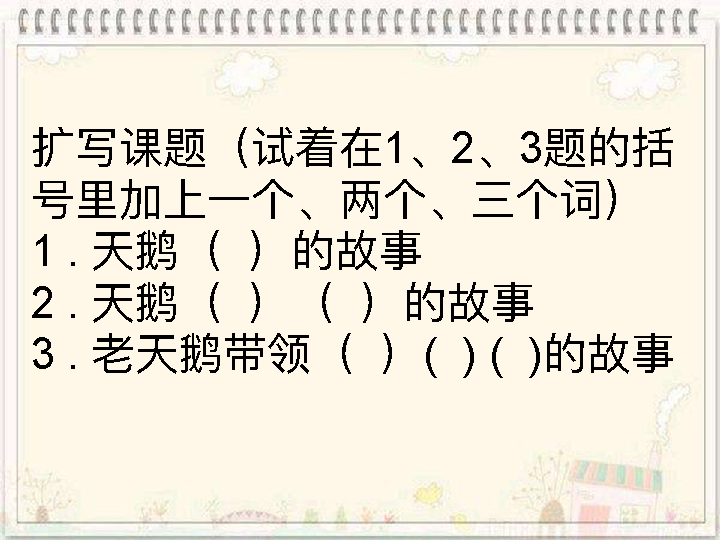 扩写课题（试着在1、2、3题的括
号里加上一个、两个、三个词）
1 . 天鹅（ ）的故事
2 . 天鹅（ ）（ ）的故事
3 . 老天鹅带领（ ）( ) ( )的故事